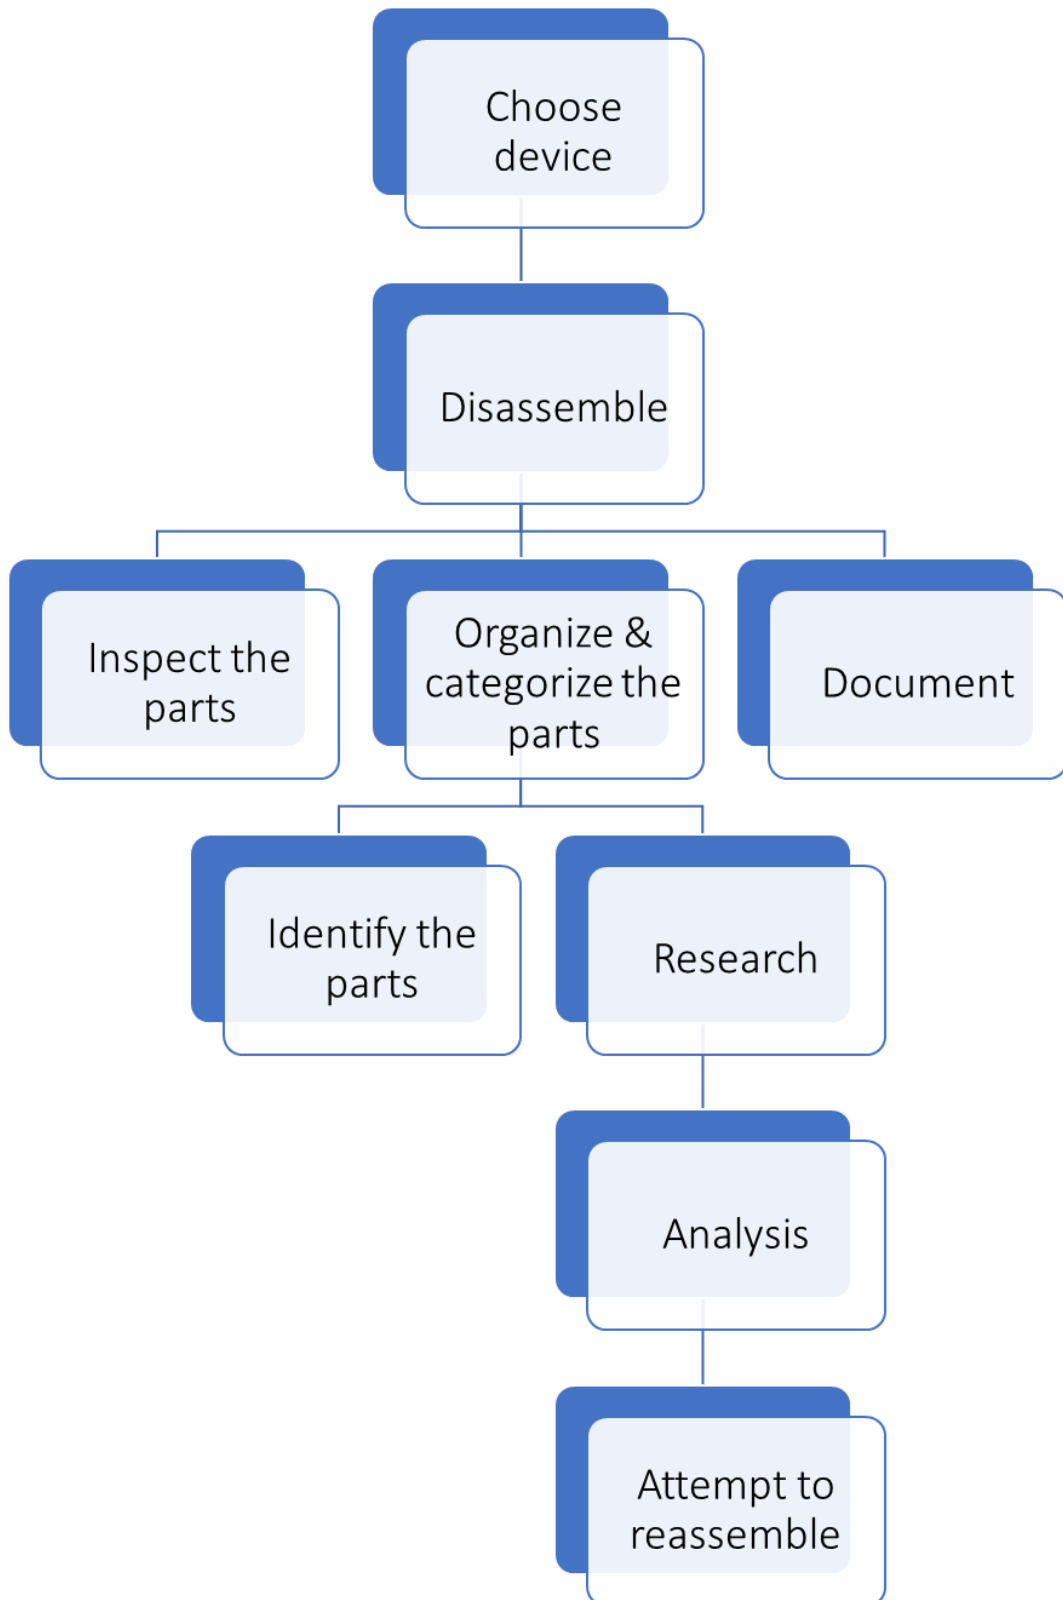 Choose
device
Disassemble
Inspect the
parts
Organize &
categorize the
parts
Document
Identify the
parts
Research
Analysis
Attempt to
reassemble